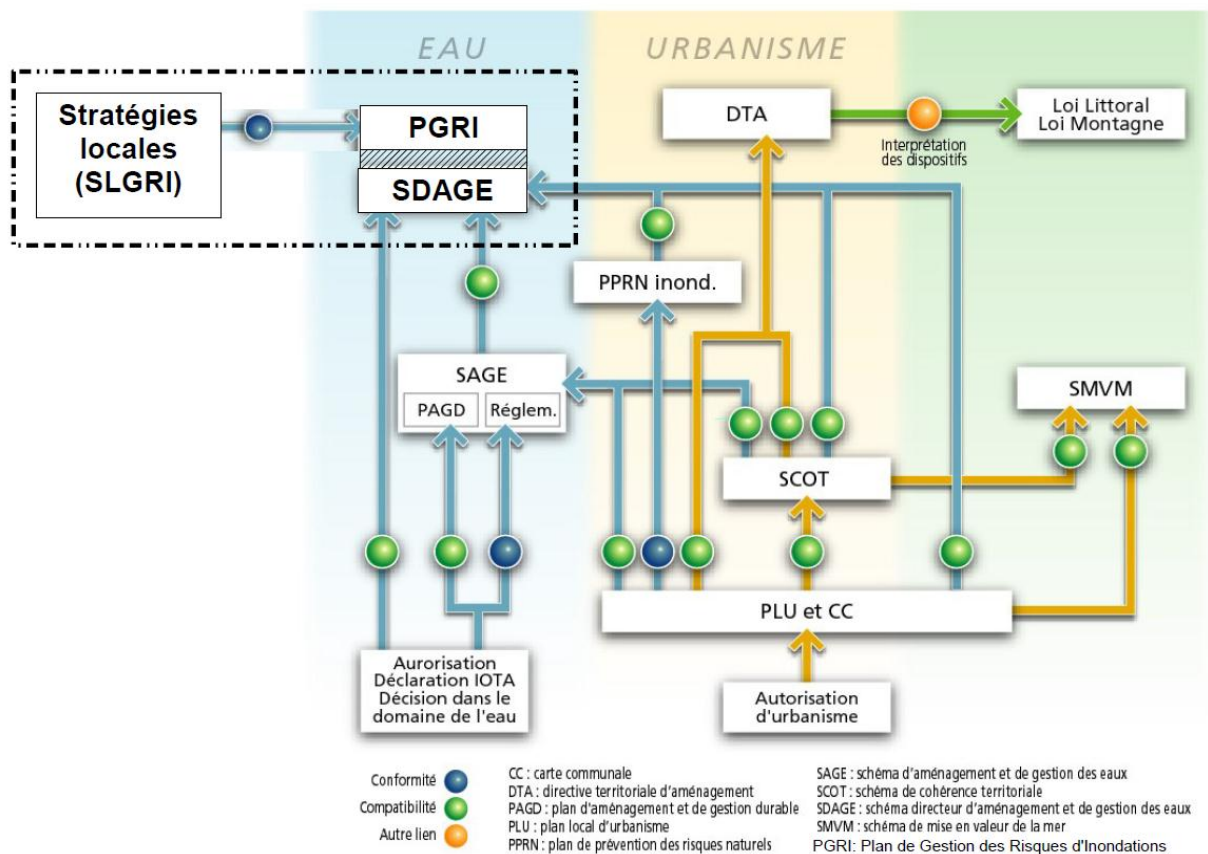 EAU
URBANISME
Stratégies
locales
(SLGRI)
PGRI
SDAGE
DTA
Interprétation
des dispositifs
Loi Littoral
Loi Montagne
PPRN inond.
SAGE
PAGD
Réglem.
SMVM
SCOT
PLU et CC
Aurorisation
Déclaration IOTA
Décision dans le
domaine de l'eau
Autorisation
d'urbanisme
Conformité
Compatibilité
Autre lien
CC : carte communale
DTA : directive territoriale d'aménagement
PAGD : plan d'aménagement et de gestion durable
PLU : plan local d'urbanisme
PPRN : plan de prévention des risques naturels
SAGE : schéma d'aménagement et de gestion des eaux
SCOT : schéma de cohérence territoriale
SDAGE : schéma directeur d'aménagement et de gestion des eaux
SMVM : schéma de mise en valeur de la mer
PGRI: Plan de Gestion des Risques d'Inondations